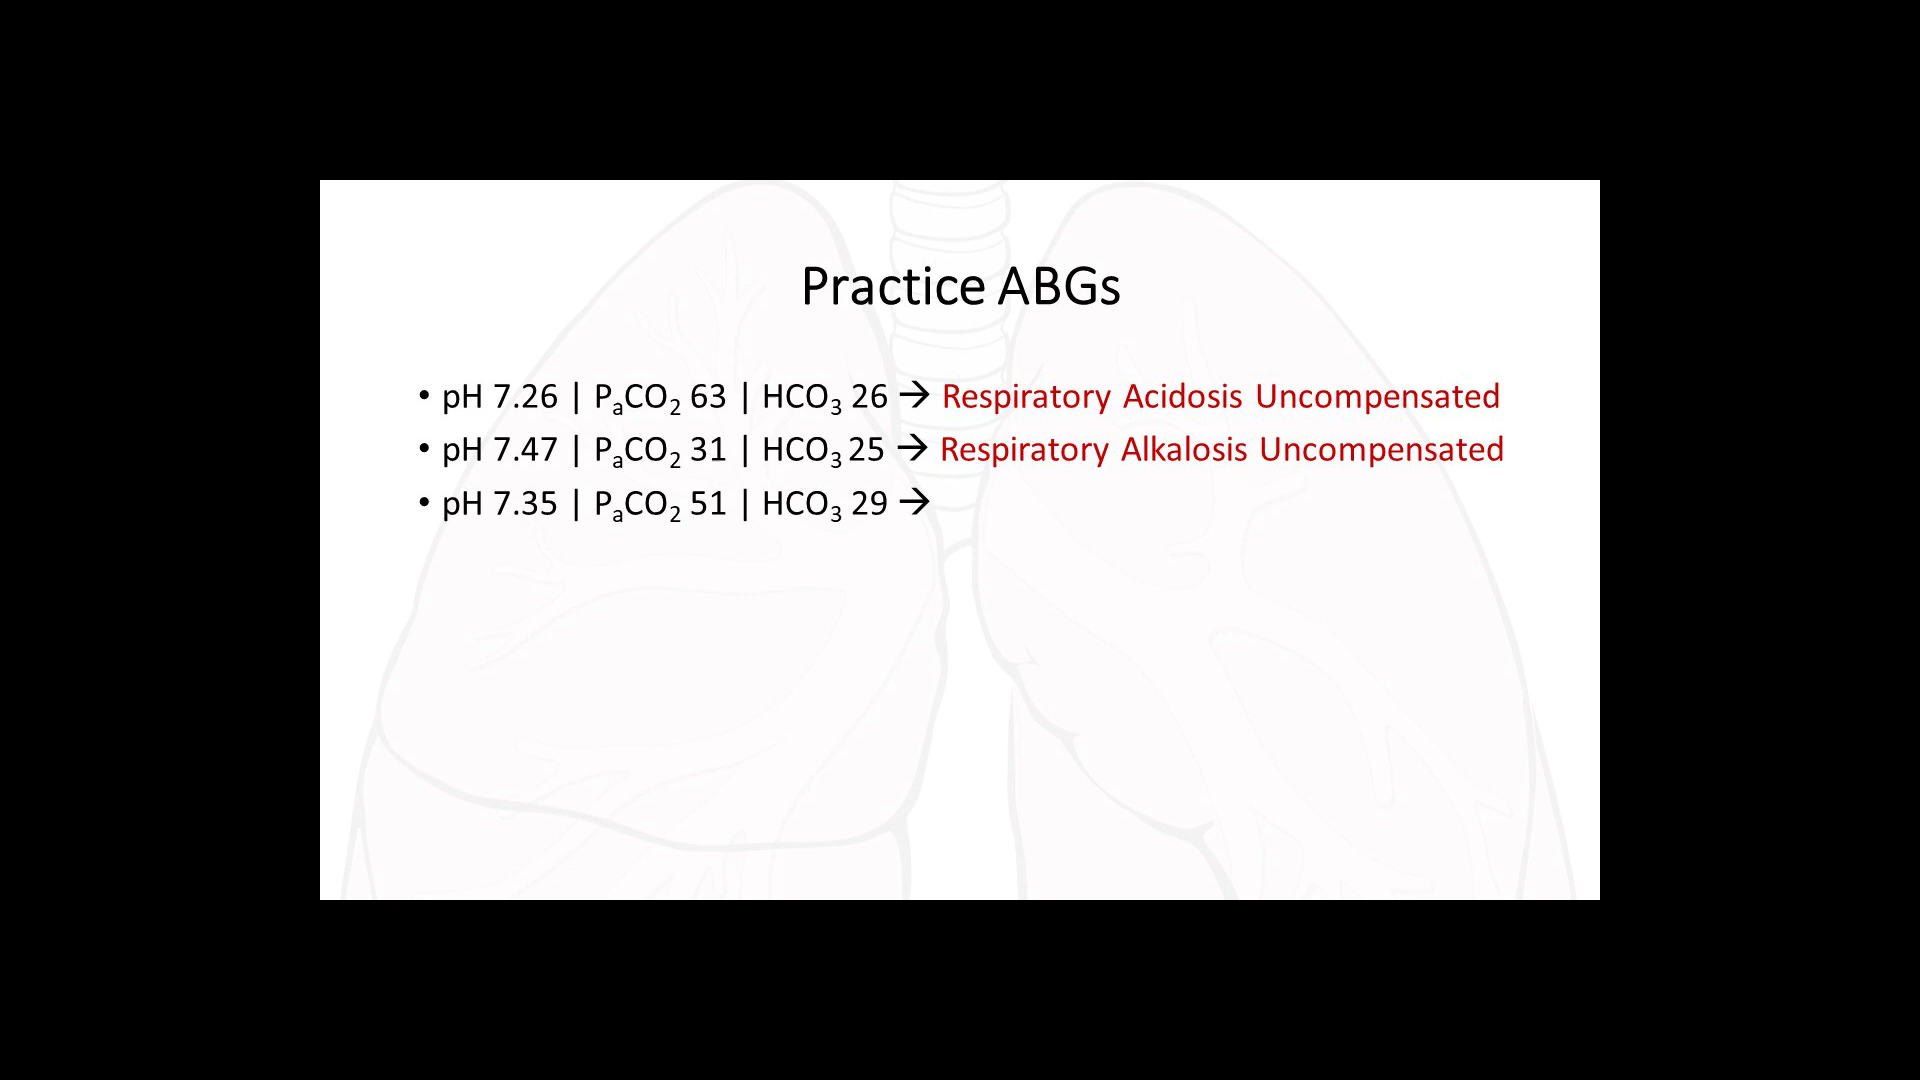 Practice ABGs
• pH 7.26 | PₐCO₂ 63 | HCO₃ 26 → Respiratory Acidosis Uncompensated
• pH 7.47 | PₐCO₂ 31 | HCO₃ 25 → Respiratory Alkalosis Uncompensated
• pH 7.35 | PₐCO₂ 51 | HCO₃ 29 →